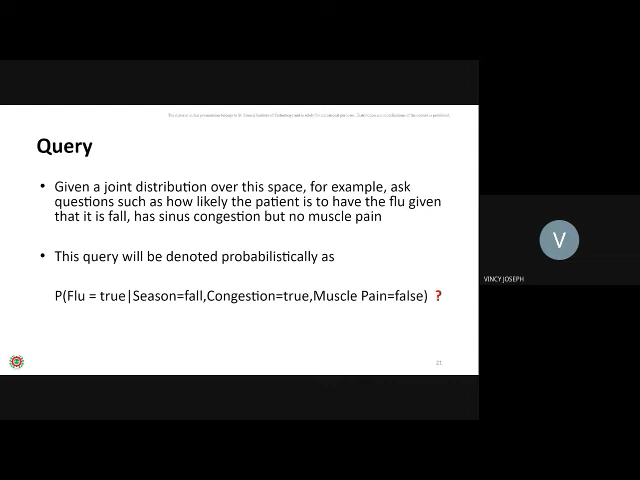 Query
• Given a joint distribution over this space, for example, ask
questions such as how likely the patient is to have the flu given
that it is fall, has sinus congestion but no muscle pain
• This query will be denoted probabilistically as
P(Flu = true|Season=fall,Congestion=true,Muscle Pain=false) ?
21
V
VINCY JOSEPH